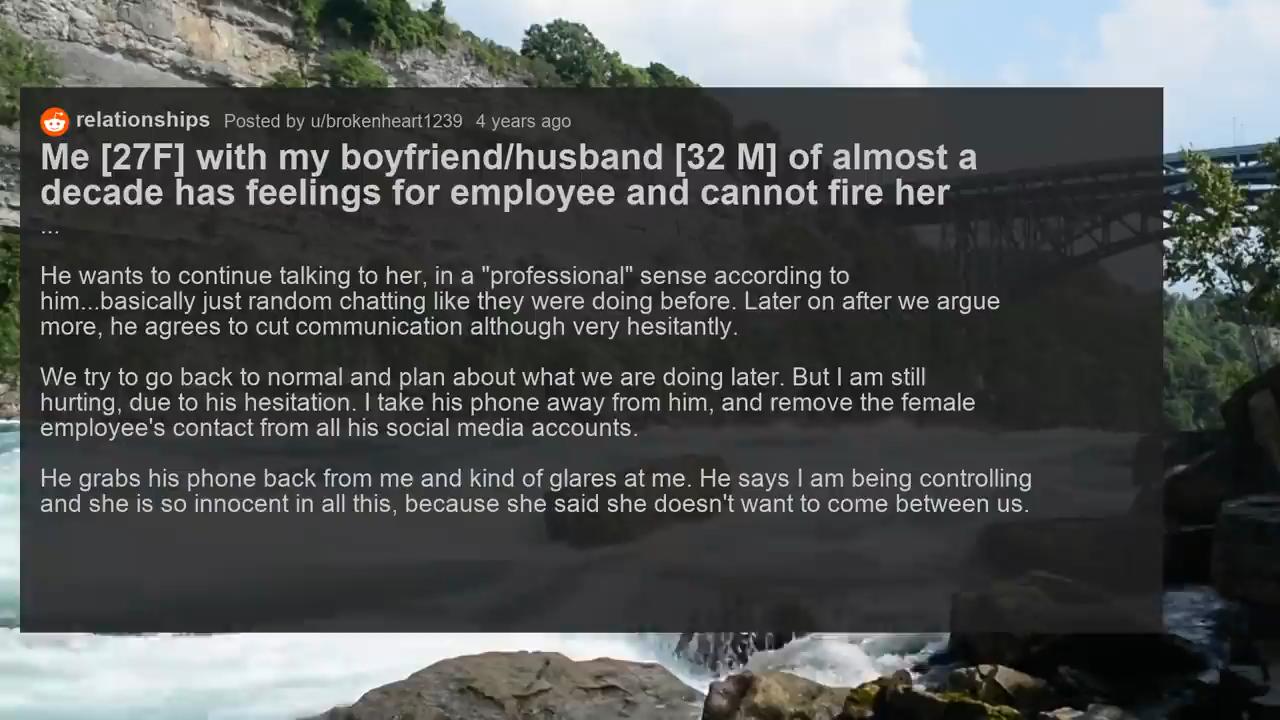 relationships Posted by u/brokenheart1239 4 years ago
Me [27F] with my boyfriend/husband [32 M] of almost a
decade has feelings for employee and cannot fire her
...
He wants to continue talking to her, in a "professional" sense according to
him...basically just random chatting like they were doing before. Later on after we argue
more, he agrees to cut communication although very hesitantly.
We try to go back to normal and plan about what we are doing later. But I am still
hurting, due to his hesitation. I take his phone away from him, and remove the female
employee's contact from all his social media accounts.
He grabs his phone back from me and kind of glares at me. He says I am being controlling
and she is so innocent in all this, because she said she doesn't want to come between us.